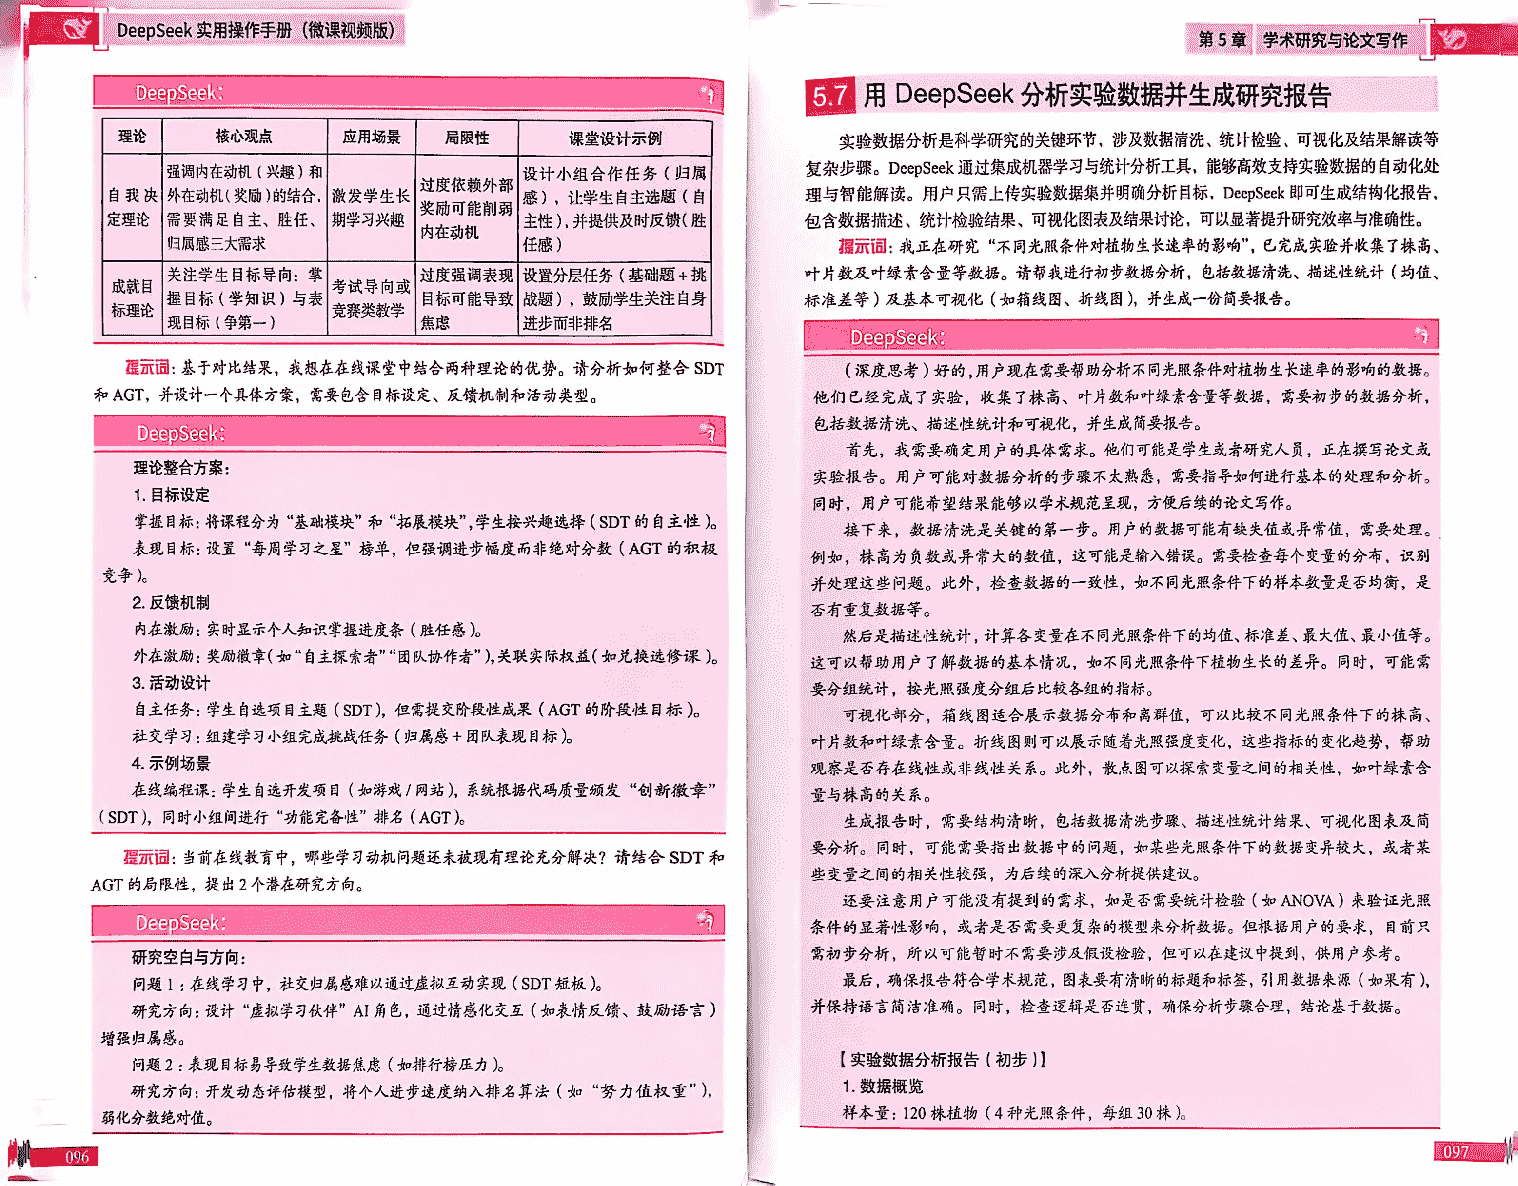 DeepSeek 实用操作手册（微课视频版）
DeepSeek:
理论 核心观点 应用场景 局限性 课堂设计示例
自我决定理论 强调内在动机（兴趣）和外在动机（奖励）的结合，需要满足自主、胜任、归属感三大需求 激发学生长期学习兴趣 过度依赖外部奖励可能削弱内在动机 设计小组合作任务（归属感），让学生自主选题（自主性），并提供及时反馈（胜任感）
成就目标理论 关注学生目标导向：掌握目标（学知识）与表现目标（争第一） 考试导向或竞赛类教学 过度强调表现目标可能导致焦虑 设置分层任务（基础题＋挑战题），鼓励学生关注自身进步而非排名
提示词：基于对比结果，我想在在线课堂中结合两种理论的优势。请分析如何整合 SDT
和 AGT，并设计一个具体方案，需要包含目标设定、反馈机制和活动类型。
DeepSeek:
理论整合方案：
1. 目标设定
掌握目标：将课程分为“基础模块”和“拓展模块”，学生按兴趣选择（SDT 的自主性）。
表现目标：设置“每周学习之星”榜单，但强调进步幅度而非绝对分数（AGT 的积极
竞争）。
2. 反馈机制
内在激励：实时显示个人知识掌握进度条（胜任感）。
外在激励：奖励徽章（如“自主探索者”“团队协作者”），关联实际权益（如兑换选修课）。
3. 活动设计
自主任务：学生自选项目主题（SDT），但需提交阶段性成果（AGT 的阶段性目标）。
社交学习：组建学习小组完成挑战任务（归属感＋团队表现目标）。
4. 示例场景
在线编程课：学生自选开发项目（如游戏 / 网站），系统根据代码质量颁发“创新徽章”
（SDT），同时小组间进行“功能完备性”排名（AGT）。
提示词：当前在线教育中，哪些学习动机问题还未被现有理论充分解决？请结合 SDT 和
AGT 的局限性，提出 2 个潜在研究方向。
DeepSeek:
研究空白与方向：
问题 1：在线学习中，社交归属感难以通过虚拟互动实现（SDT 短板）。
研究方向：设计“虚拟学习伙伴”AI 角色，通过情感化交互（如表情反馈、鼓励语言）
增强归属感。
问题 2：表现目标易导致学生数据焦虑（如排行榜压力）。
研究方向：开发动态评估模型，将个人进步速度纳入排名算法（如“努力值权重”），
弱化分数绝对值。
096
第 5 章 学术研究与论文写作
5.7 用 DeepSeek 分析实验数据并生成研究报告
实验数据分析是科学研究的关键环节，涉及数据清洗、统计检验、可视化及结果解读等
复杂步骤。DeepSeek 通过集成机器学习与统计分析工具，能够高效支持实验数据的自动化处
理与智能解读。用户只需上传实验数据集并明确分析目标，DeepSeek 即可生成结构化报告，
包含数据描述、统计检验结果、可视化图表及结果讨论，可以显著提升研究效率与准确性。
提示词：我正在研究“不同光照条件对植物生长速率的影响”，已完成实验并收集了株高、
叶片数及叶绿素含量等数据。请帮我进行初步数据分析，包括数据清洗、描述性统计（均值、
标准差等）及基本可视化（如箱线图、折线图），并生成一份简要报告。
DeepSeek:
（深度思考）好的，用户现在需要帮助分析不同光照条件对植物生长速率的影响的数据。
他们已经完成了实验，收集了株高、叶片数和叶绿素含量等数据，需要初步的数据分析，
包括数据清洗、描述性统计和可视化，并生成简要报告。
首先，我需要确定用户的具体需求。他们可能是学生或者研究人员，正在撰写论文或
实验报告。用户可能对数据分析的步骤不太熟悉，需要指导如何进行基本的处理和分析。
同时，用户可能希望结果能够以学术规范呈现，方便后续的论文写作。
接下来，数据清洗是关键的第一步。用户的数据可能有缺失值或异常值，需要处理。
例如，株高为负数或异常大的数值，这可能是输入错误。需要检查每个变量的分布，识别
并处理这些问题。此外，检查数据的一致性，如不同光照条件下的样本数量是否均衡，是
否有重复数据等。
然后是描述性统计，计算各变量在不同光照条件下的均值、标准差、最大值、最小值等。
这可以帮助用户了解数据的基本情况，如不同光照条件下植物生长的差异。同时，可能需
要分组统计，按光照强度分组后比较各组的指标。
可视化部分，箱线图适合展示数据分布和离群值，可以比较不同光照条件下的株高、
叶片数和叶绿素含量。折线图则可以展示随着光照强度变化，这些指标的变化趋势，帮助
观察是否存在线性或非线性关系。此外，散点图可以探索变量之间的相关性，如叶绿素含
量与株高的关系。
生成报告时，需要结构清晰，包括数据清洗步骤、描述性统计结果、可视化图表及简
要分析。同时，可能需要指出数据中的问题，如某些光照条件下的数据变异较大，或者某
些变量之间的相关性较强，为后续的深入分析提供建议。
还要注意用户可能没有提到的需求，如是否需要统计检验（如 ANOVA）来验证光照
条件的显著性影响，或者是否需要更复杂的模型来分析数据。但根据用户的要求，目前只
需初步分析，所以可能暂时不需要涉及假设检验，但可以在建议中提到，供用户参考。
最后，确保报告符合学术规范，图表要有清晰的标题和标签，引用数据来源（如果有），
并保持语言简洁准确。同时，检查逻辑是否连贯，确保分析步骤合理，结论基于数据。
【实验数据分析报告（初步）】
1. 数据概览
样本量：120 株植物（4 种光照条件，每组 30 株）。
097